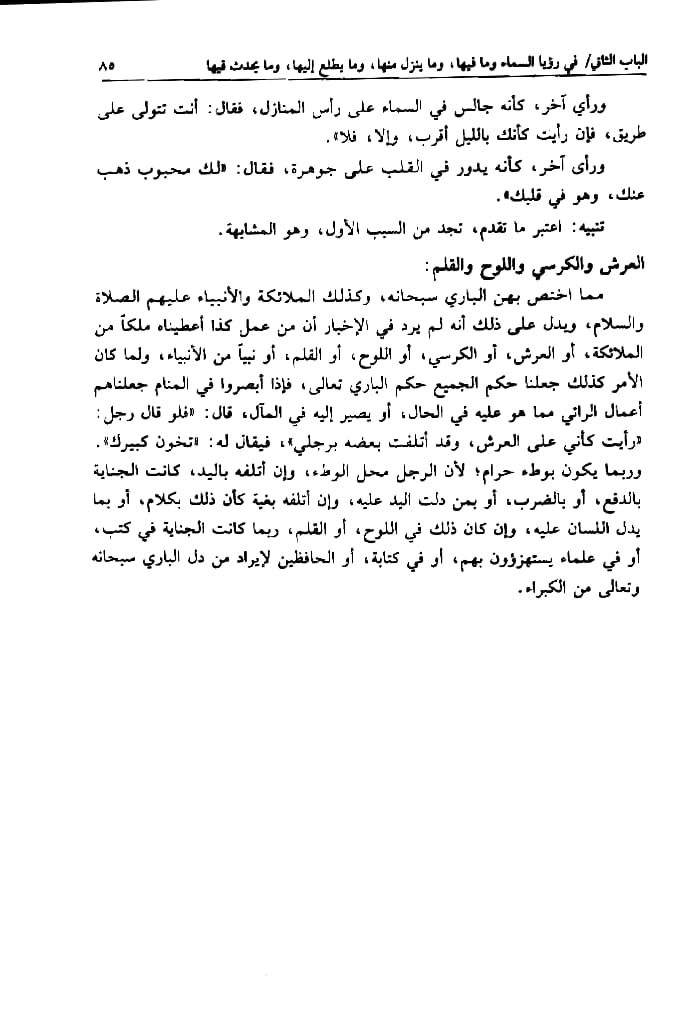 الباب الثاني/ في رؤيا السماء وما فيها، وما ينزل منها، وما يطلع إليها، وما يحدث فيها ٨٥
ورأي آخر، كأنه جالس في السماء على رأس المنازل، فقال: أنت تتولى على
طريق، فإن رأيت كأنك بالليل أقرب، وإلا، فلا».
ورأى آخر، كأنه يدور في القلب على جوهرة، فقال: «لك محبوب ذهب
عنك، وهو في قلبك».
تنبيه: اعتبر ما تقدم، تجد من السبب الأول، وهو المشابهة.
العرش والكرسي واللوح والقلم:
مما اختص بهن الباري سبحانه، وكذلك الملائكة والأنبياء عليهم الصلاة
والسلام، ويدل على ذلك أنه لم يرد في الإخبار أن من عمل كذا أعطيناه ملكاً من
الملائكة، أو العرش، أو الكرسي، أو اللوح، أو القلم، أو نبياً من الأنبياء، ولما كان
الأمر كذلك جعلنا حكم الجميع حكم الباري تعالى، فإذا أبصروا في المنام جعلناهم
أعمال الرائي مما هو عليه في الحال، أو يصير إليه في المآل، قال: «فلو قال رجل:
«رأيت كأني على العرش، وقد أتلفت بعضه برجلي»، فيقال له: «تخون كبيرك».
وربما يكون بوطء حرام؛ لأن الرجل محل الوطء، وإن أتلفه باليد، كانت الجناية
بالدفع، أو بالضرب، أو بمن دلت اليد عليه، وإن أتلفه بغية كأن ذلك بكلام، أو بما
يدل اللسان عليه، وإن كان ذلك في اللوح، أو القلم، ربما كانت الجناية في كتب،
أو في علماء يستهزؤون بهم، أو في كتابة، أو الحافظين لإيراد من دل الباري سبحانه
وتعالى من الكبراء.